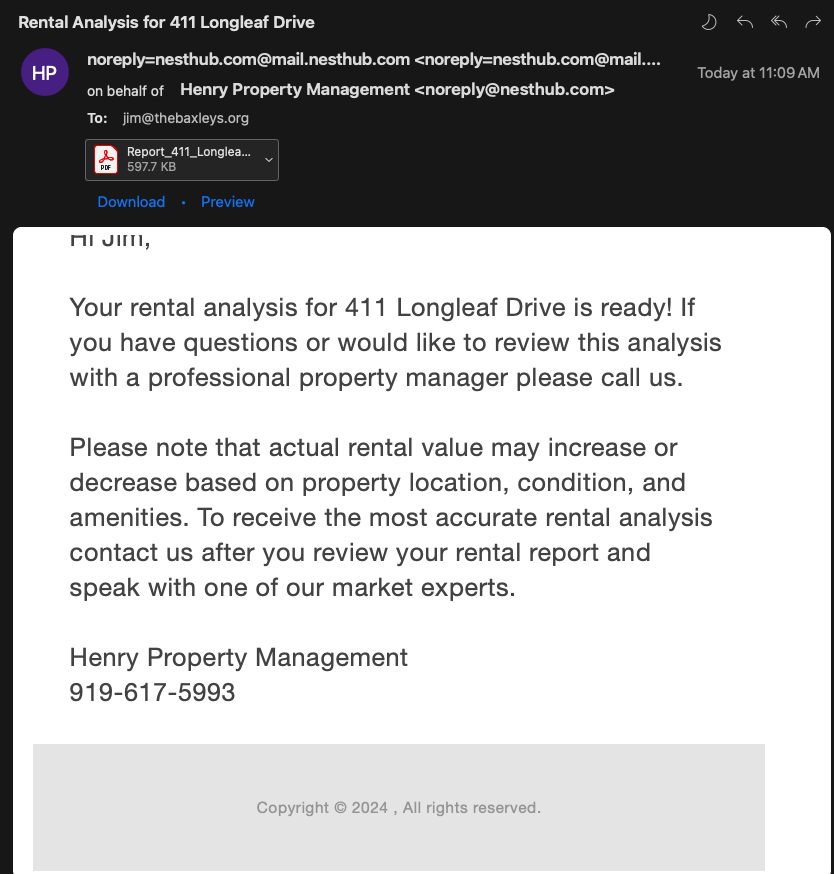 Rental Analysis for 411 Longleaf Drive
HP
noreply=nesthub.com@mail.nesthub.com <noreply=nesthub.com@mail....
on behalf of Henry Property Management <noreply@nesthub.com>
Today at 11:09 AM
To: jim@thebaxleys.org
PDF
Report_411_Longlea...
597.7 KB
Download • Preview
Hi Jim,
Your rental analysis for 411 Longleaf Drive is ready! If
you have questions or would like to review this analysis
with a professional property manager please call us.
Please note that actual rental value may increase or
decrease based on property location, condition, and
amenities. To receive the most accurate rental analysis
contact us after you review your rental report and
speak with one of our market experts.
Henry Property Management
919-617-5993
Copyright © 2024 , All rights reserved.